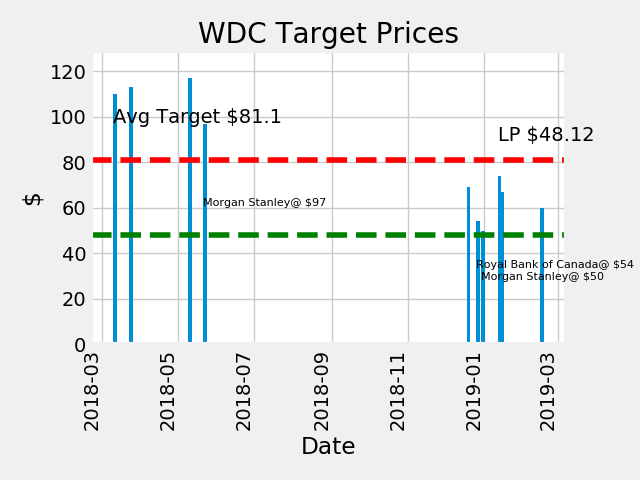 WDC Target Prices
120
100
80
60
40
20
0
$
Avg Target $81.1
LP $48.12
Morgan Stanley@ $97
Royal Bank of Canada@ $54
Morgan Stanley@ $50
2018-03
2018-05
2018-07
2018-09
2018-11
2019-01
2019-03
Date